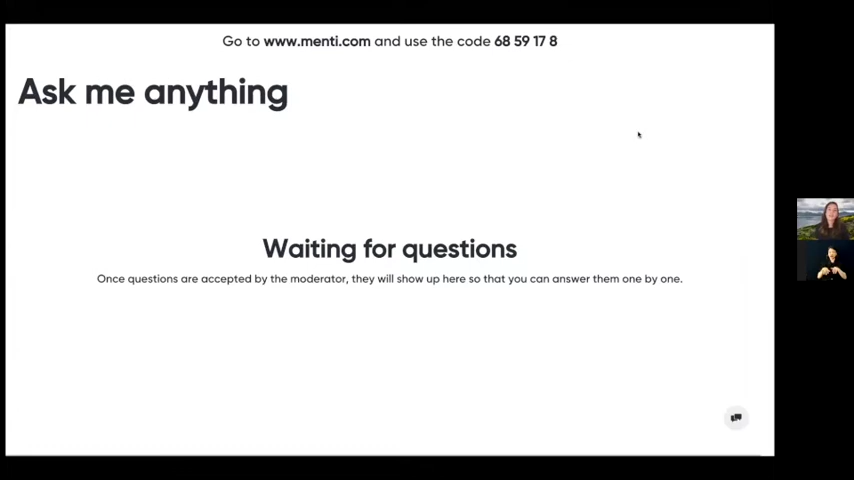 Go to www.menti.com and use the code 68 59 17 8
Ask me anything
Waiting for questions
Once questions are accepted by the moderator, they will show up here so that you can answer them one by one.